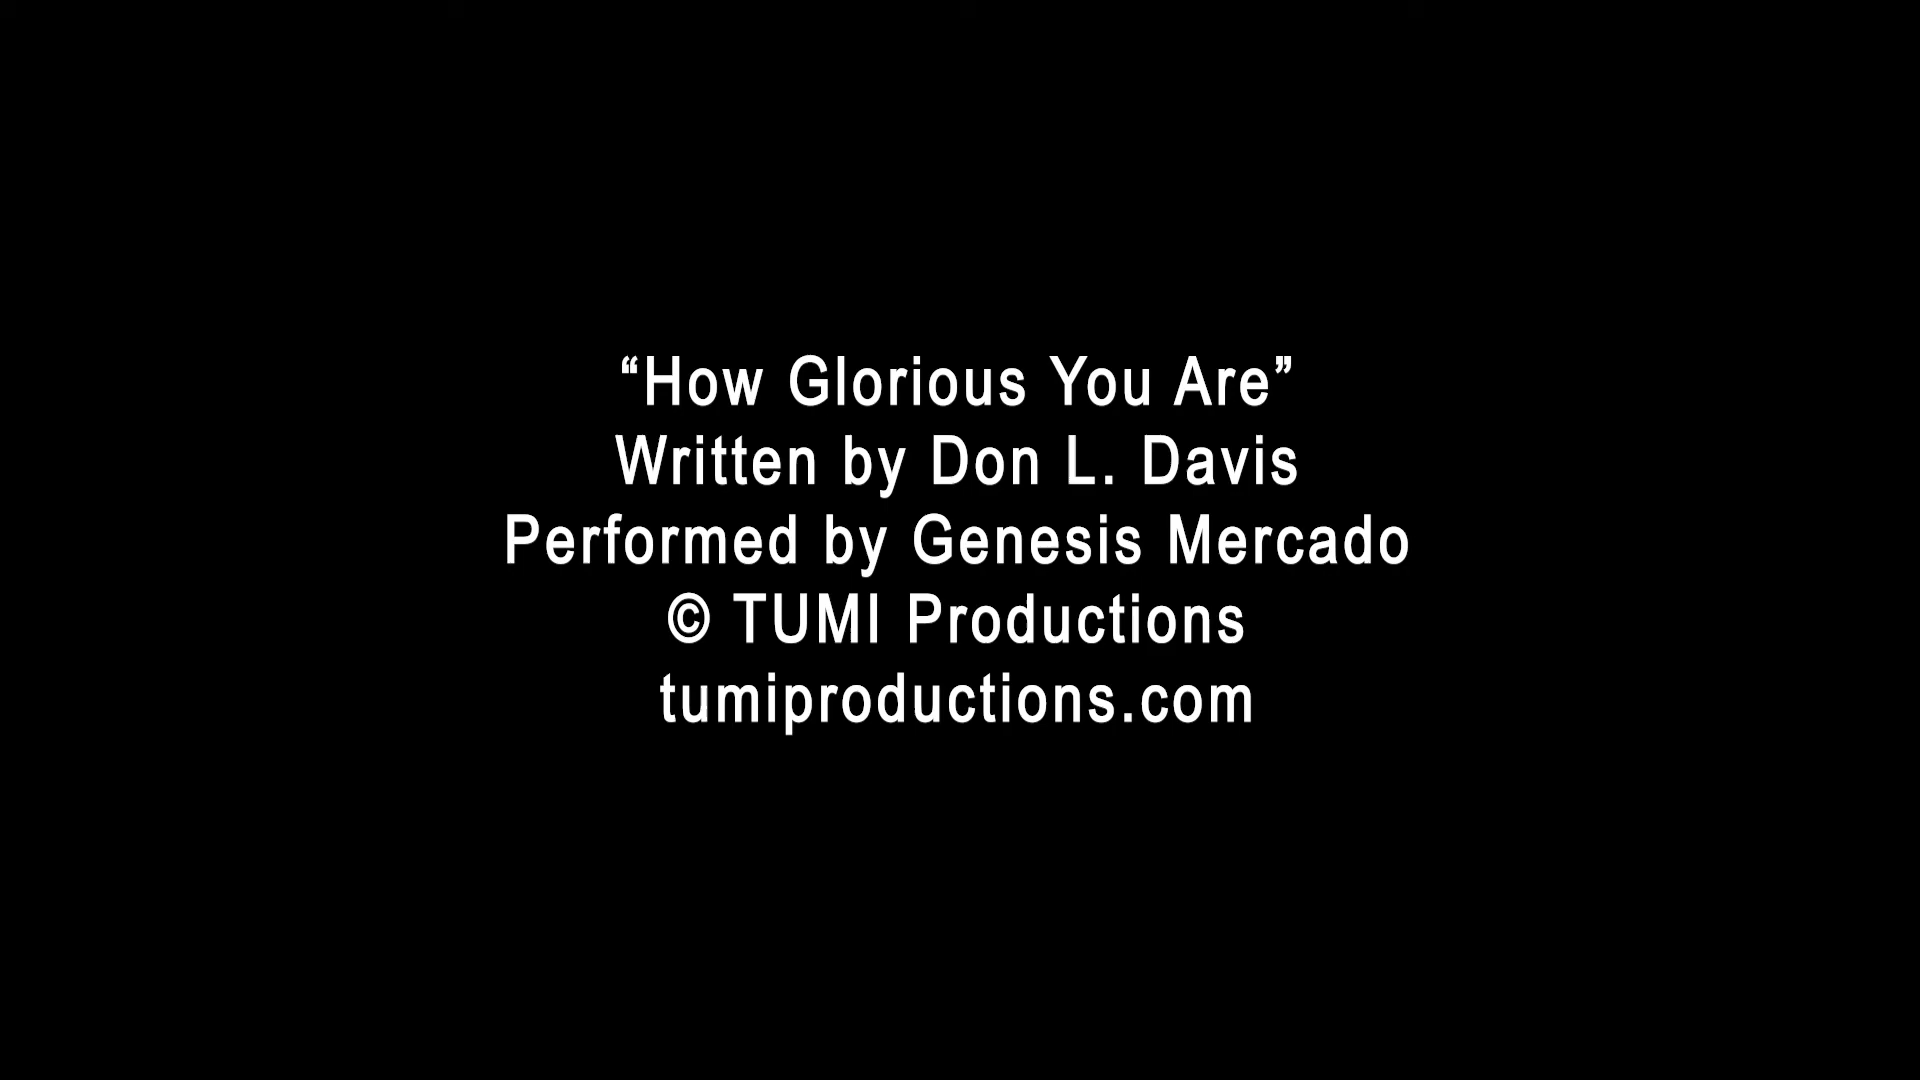 “How Glorious You Are”
Written by Don L. Davis
Performed by Genesis Mercado
© TUMI Productions
tumiproductions.com